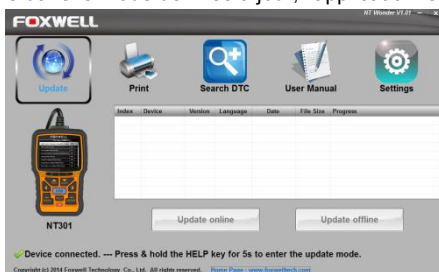 NT Wonder V1.01
FOXWELL
Update
Print
Search DTC
User Manual
Settings
Index Device Version Language Date File Size Progress
NT301
Update online
Update offline
Device connected. --- Press & hold the HELP key for 5s to enter the update mode.
Copyright (c) 2014 Foxwell Technology Co., Ltd. All rights reserved. Home Page : www.foxwelltech.com